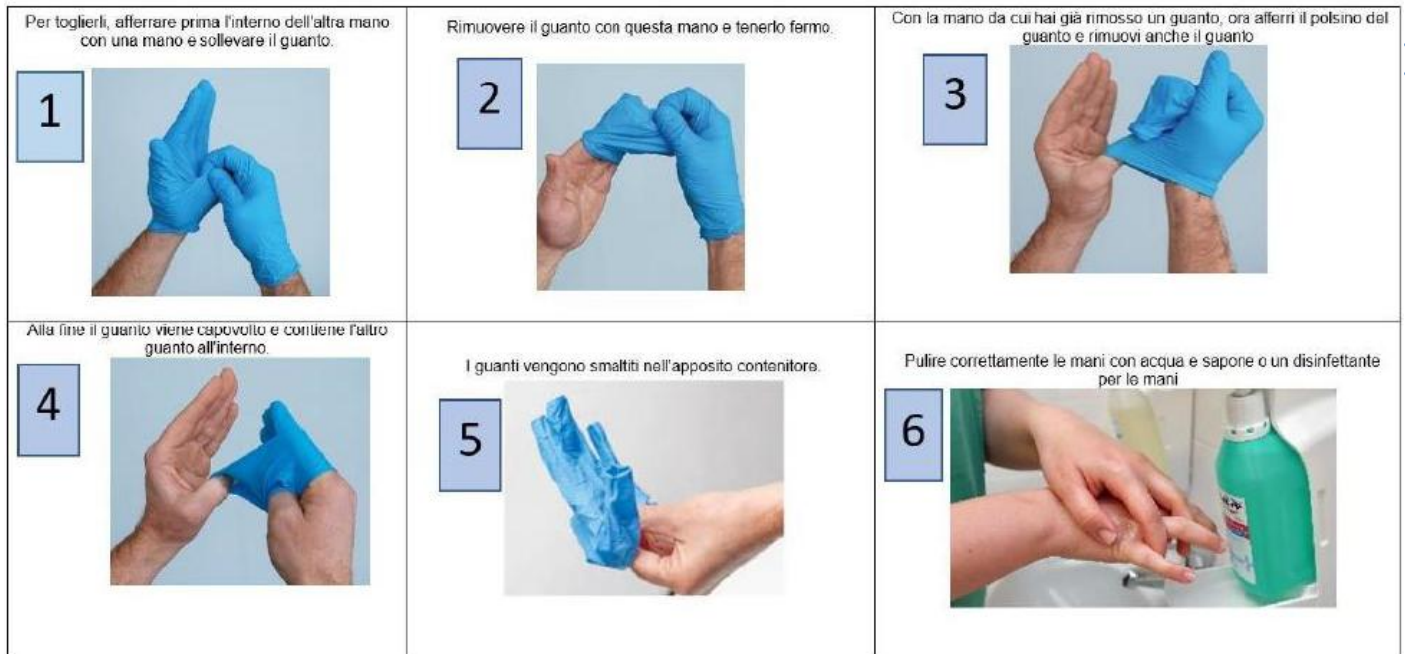 Per toglierli, afferrare prima l'interno dell'altra mano
con una mano e sollevare il guanto.
1
Rimuovere il guanto con questa mano e tenerlo fermo.
2
Con la mano da cui hai già rimosso un guanto, ora afferri il polsino del
guanto e rimuovi anche il guanto
3
Alla fine il guanto viene capovolto e contiene l'altro
guanto all'interno.
4
I guanti vengono smaltiti nell'apposito contenitore.
5
Pulire correttamente le mani con acqua e sapone o un disinfettante
per le mani
6